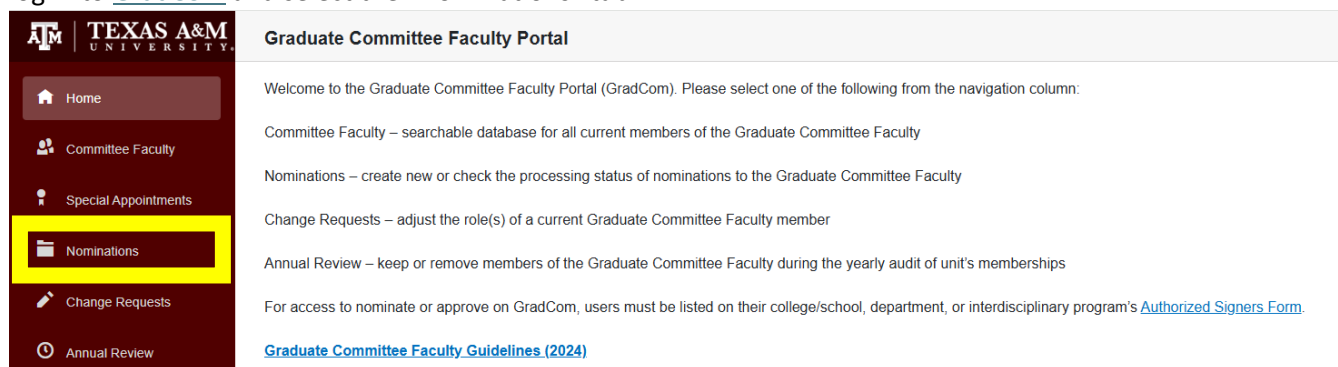 TEXAS A&M
UNIVERSITY.
Graduate Committee Faculty Portal
Home
Committee Faculty
Special Appointments
Nominations
Change Requests
Annual Review
Welcome to the Graduate Committee Faculty Portal (GradCom). Please select one of the following from the navigation column:
Committee Faculty – searchable database for all current members of the Graduate Committee Faculty
Nominations – create new or check the processing status of nominations to the Graduate Committee Faculty
Change Requests – adjust the role(s) of a current Graduate Committee Faculty member
Annual Review – keep or remove members of the Graduate Committee Faculty during the yearly audit of unit's memberships
For access to nominate or approve on GradCom, users must be listed on their college/school, department, or interdisciplinary program's Authorized Signers Form.
Graduate Committee Faculty Guidelines (2024)